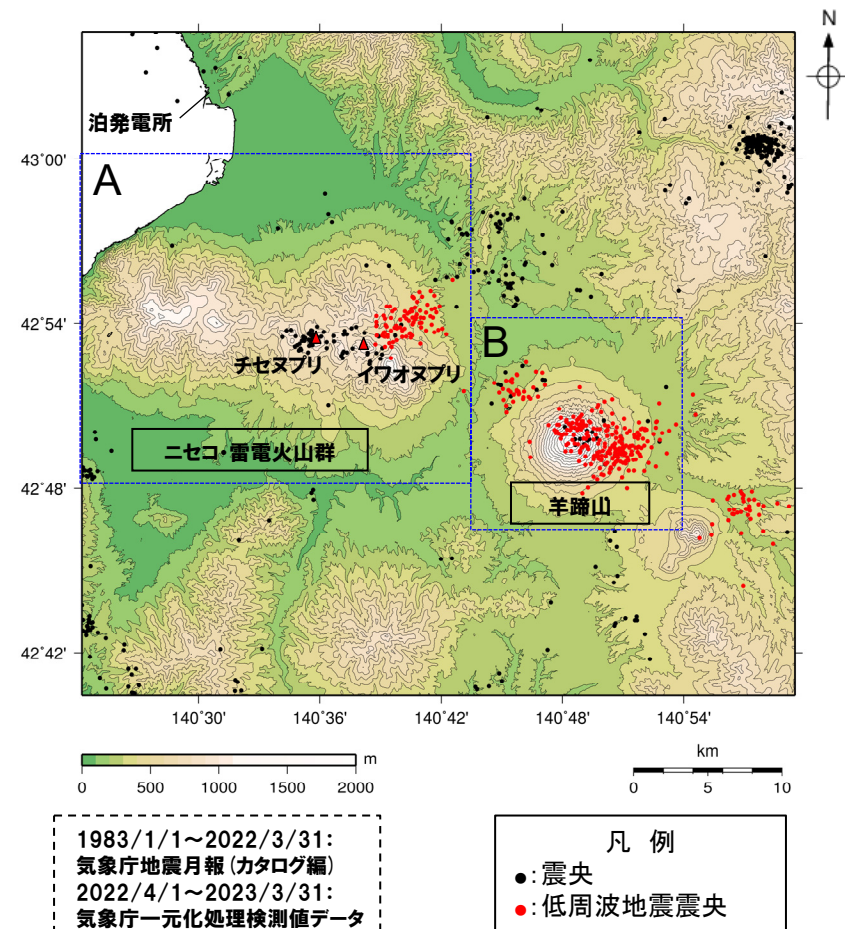 N
泊発電所
43°00'
A
42°54'
チセヌプリ
イワオヌプリ
B
ニセコ・雷電火山群
42°48'
羊蹄山
42°42'
140°30'
140°36'
140°42'
140°48'
140°54'
m
0
500
1000
1500
2000
km
0
5
10
1983/1/1~2022/3/31:
気象庁地震月報(カタログ編)
2022/4/1~2023/3/31:
気象庁一元化処理検測値データ
凡 例
●:震央
●:低周波地震震央